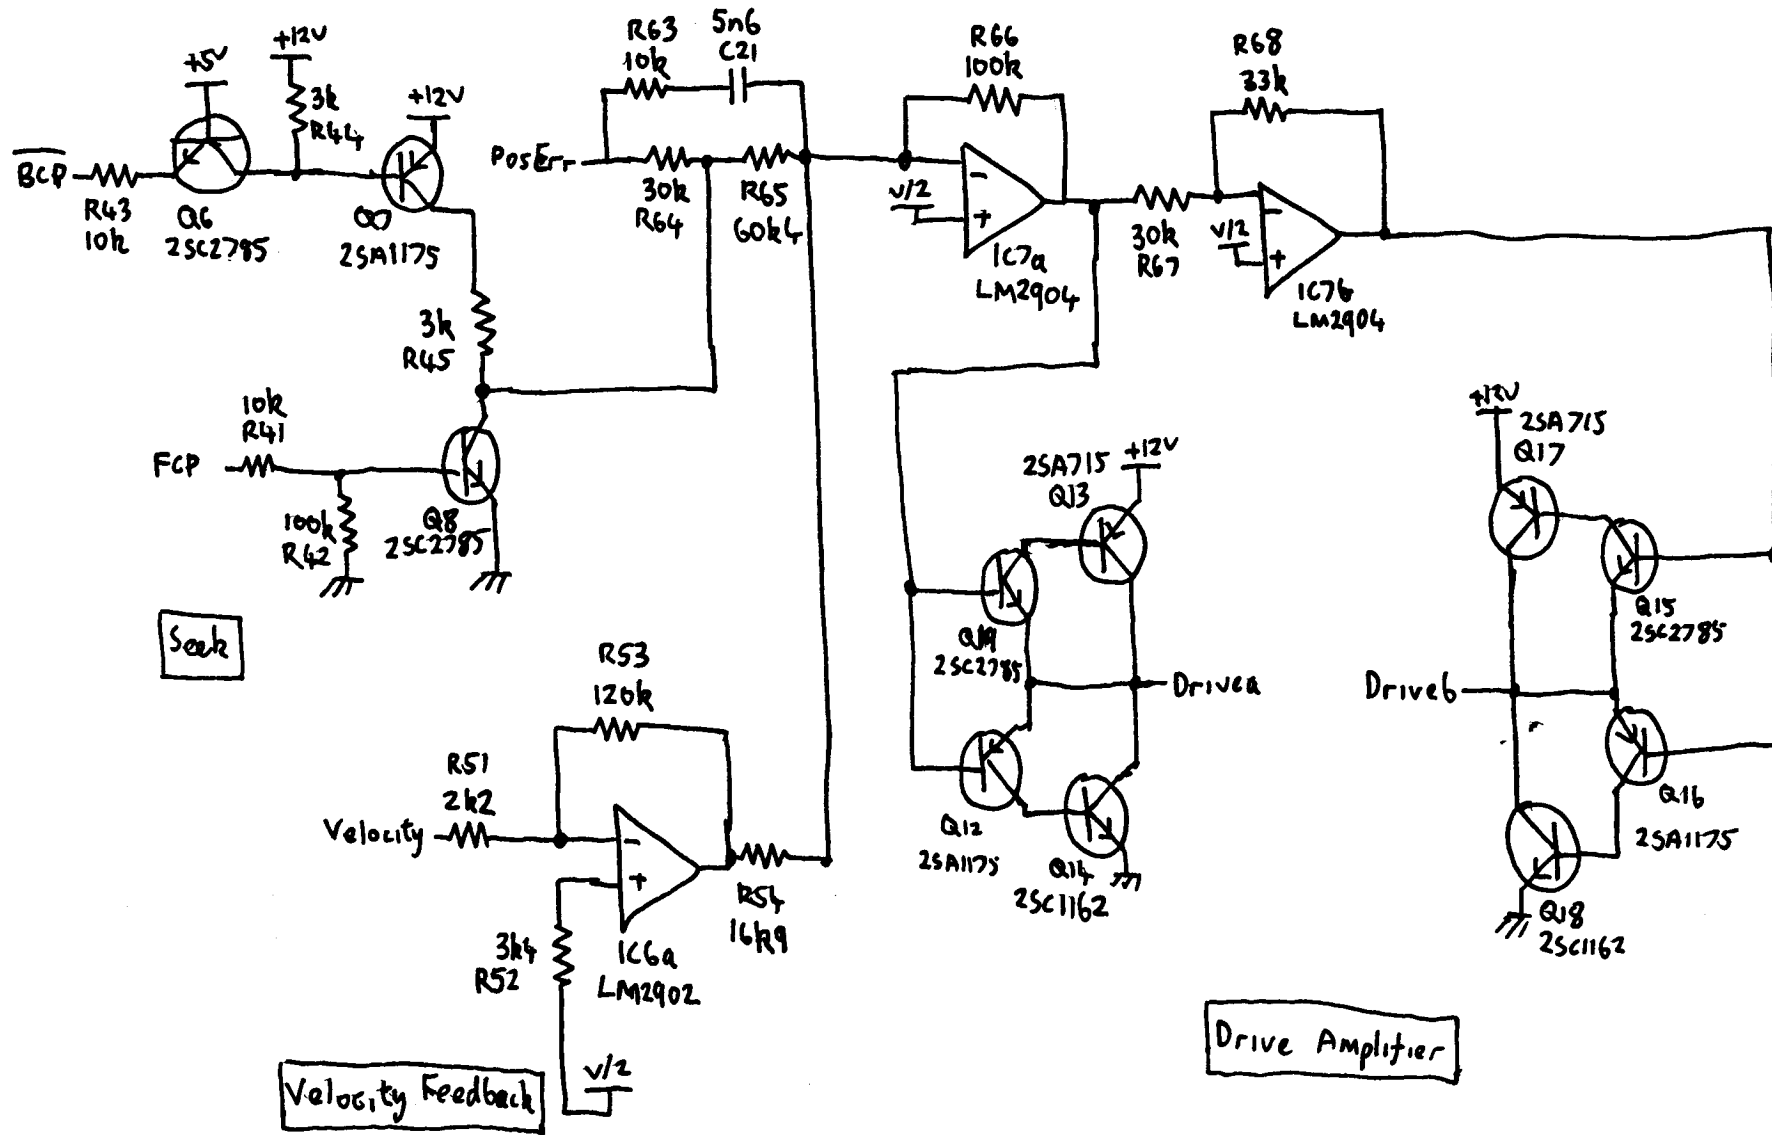 +5V
+12V
3k
R44
+12V
BCP
R43
10k
Q6
2SC2785
Q7
2SA1175
3k
R45
10k
R41
FCP
100k
R42
Q8
2SC2785
Seek
R63
10k
5n6
C21
PosErr
30k
R64
R65
60k4
R66
100k
v/2
-
+
IC7a
LM2904
30k
R67
R68
33k
v/2
-
+
IC7b
LM2904
R53
120k
R51
2k2
Velocity
-
+
3k4
R52
IC6a
LM2902
R54
16k9
v/2
Velocity Feedback
2SA715
Q13
+12V
2SC2785
Drivea
Q12
2SA1175
Q14
2SC1162
+12V
2SA715
Q17
Q15
2SC2785
Driveb
Q16
2SA1175
Q18
2SC1162
Drive Amplifier